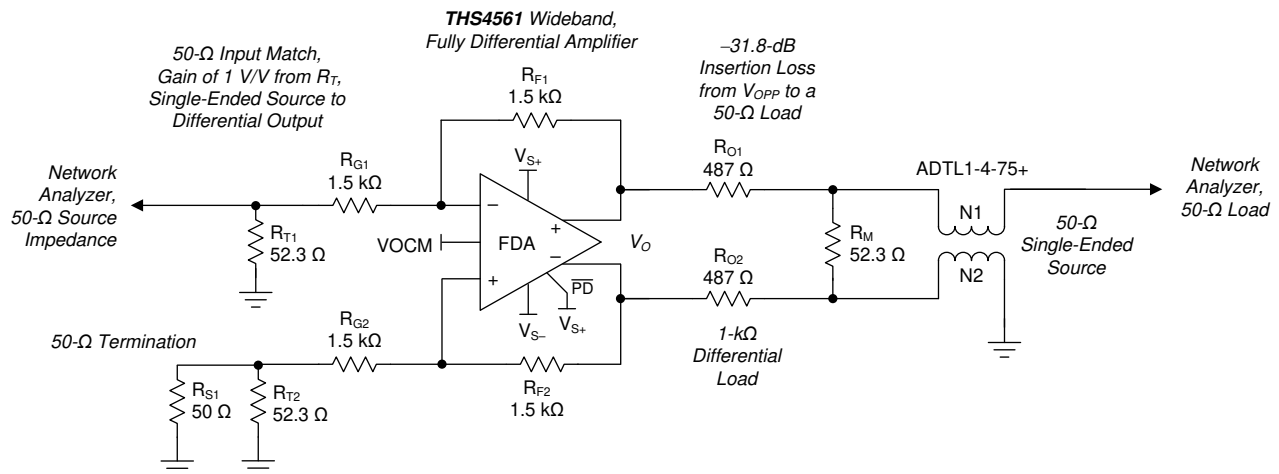 THS4561 Wideband,
Fully Differential Amplifier
50-Ω Input Match,
Gain of 1 V/V from RT,
Single-Ended Source to
Differential Output
–31.8-dB
Insertion Loss
from VOPP to a
50-Ω Load
RF1
1.5 kΩ
Network
Analyzer,
50-Ω Source
Impedance
RG1
1.5 kΩ
VS+
RO1
487 Ω
ADTL1-4-75+
Network
Analyzer,
50-Ω Load
RT1
52.3 Ω
VOCM
–
+
FDA
+
–
VO
PD
VS+
VS–
RM
52.3 Ω
N1
N2
50-Ω
Single-Ended
Source
RO2
487 Ω
50-Ω Termination
RG2
1.5 kΩ
RF2
1.5 kΩ
1-kΩ
Differential
Load
RS1
50 Ω
RT2
52.3 Ω